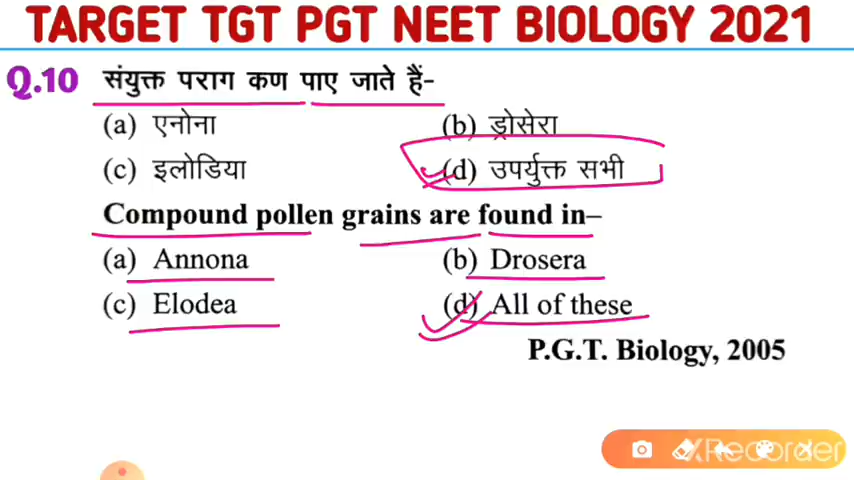 TARGET TGT PGT NEET BIOLOGY 2021
Q.10 संयुक्त पराग कण पाए जाते हैं-
(a) एनोना (b) ड्रोसेरा
(c) इलोडिया (d) उपर्युक्त सभी
Compound pollen grains are found in–
(a) Annona (b) Drosera
(c) Elodea (d) All of these
P.G.T. Biology, 2005
XRecorder